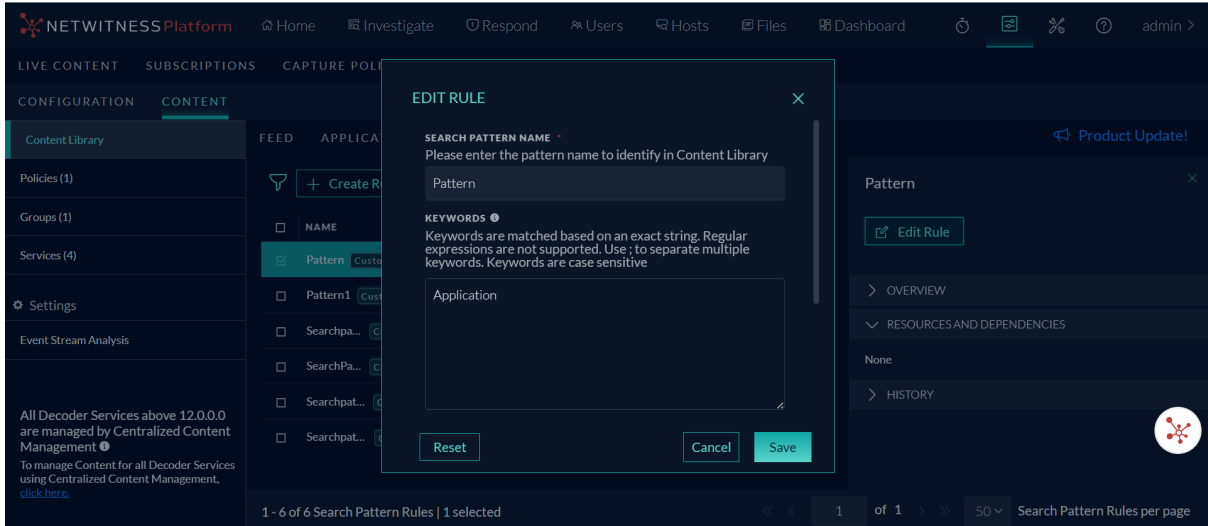 NETWITNESS Platform
Home
Investigate
Respond
Users
Hosts
Files
Dashboard
admin >
LIVE CONTENT
SUBSCRIPTIONS
CAPTURE POLI
CONFIGURATION
CONTENT
Content Library
Policies (1)
Groups (1)
Services (4)
Settings
Event Stream Analysis
All Decoder Services above 12.0.0.0
are managed by Centralized Content
Management
To manage Content for all Decoder Services
using Centralized Content Management,
click here.
FEED
APPLICAT
Product Update!
+ Create Ru
NAME
Pattern Custo
Pattern1 Cust
Searchpa... C
SearchPa... C
Searchpat...
Searchpat...
1 - 6 of 6 Search Pattern Rules | 1 selected
EDIT RULE
SEARCH PATTERN NAME *
Please enter the pattern name to identify in Content Library
Pattern
KEYWORDS
Keywords are matched based on an exact string. Regular
expressions are not supported. Use ; to separate multiple
keywords. Keywords are case sensitive
Application
Reset
Cancel
Save
Pattern
Edit Rule
OVERVIEW
RESOURCES AND DEPENDENCIES
None
HISTORY
<< < 1 of 1 > >> 50 Search Pattern Rules per page